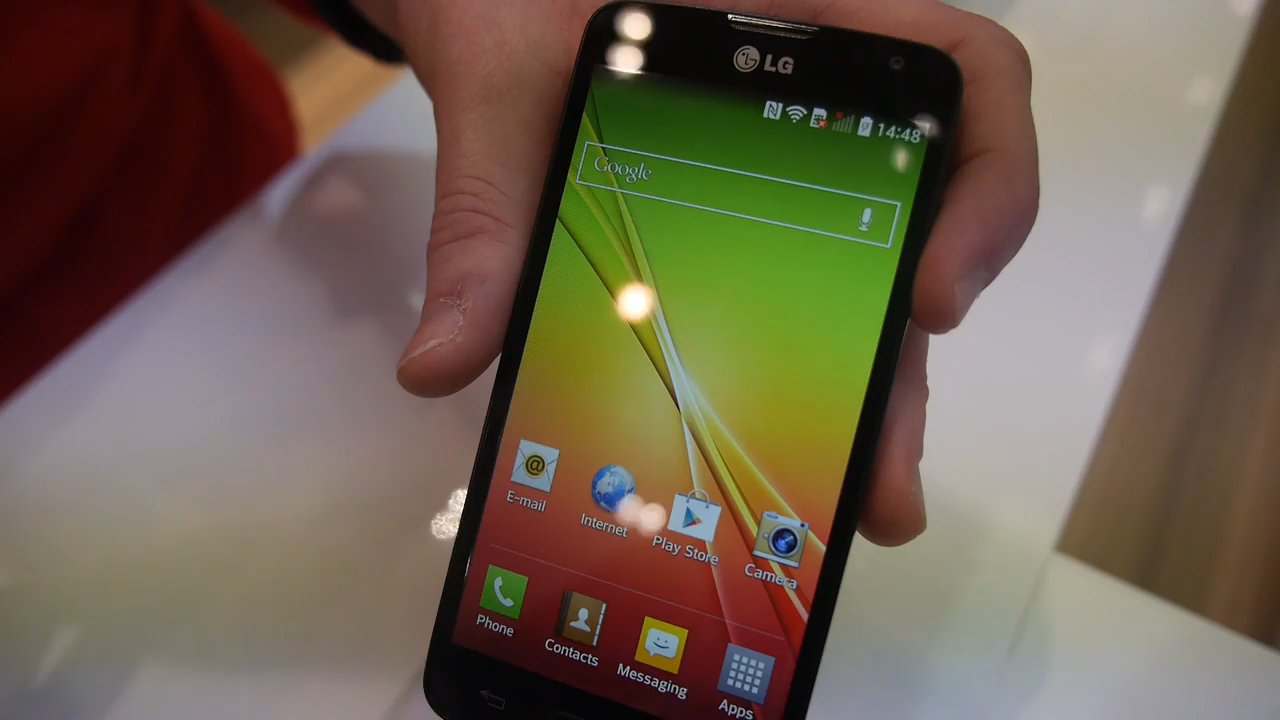 LG
14:48
Google
E-mail
Internet
Play Store
Camera
Phone
Contacts
Messaging
Apps